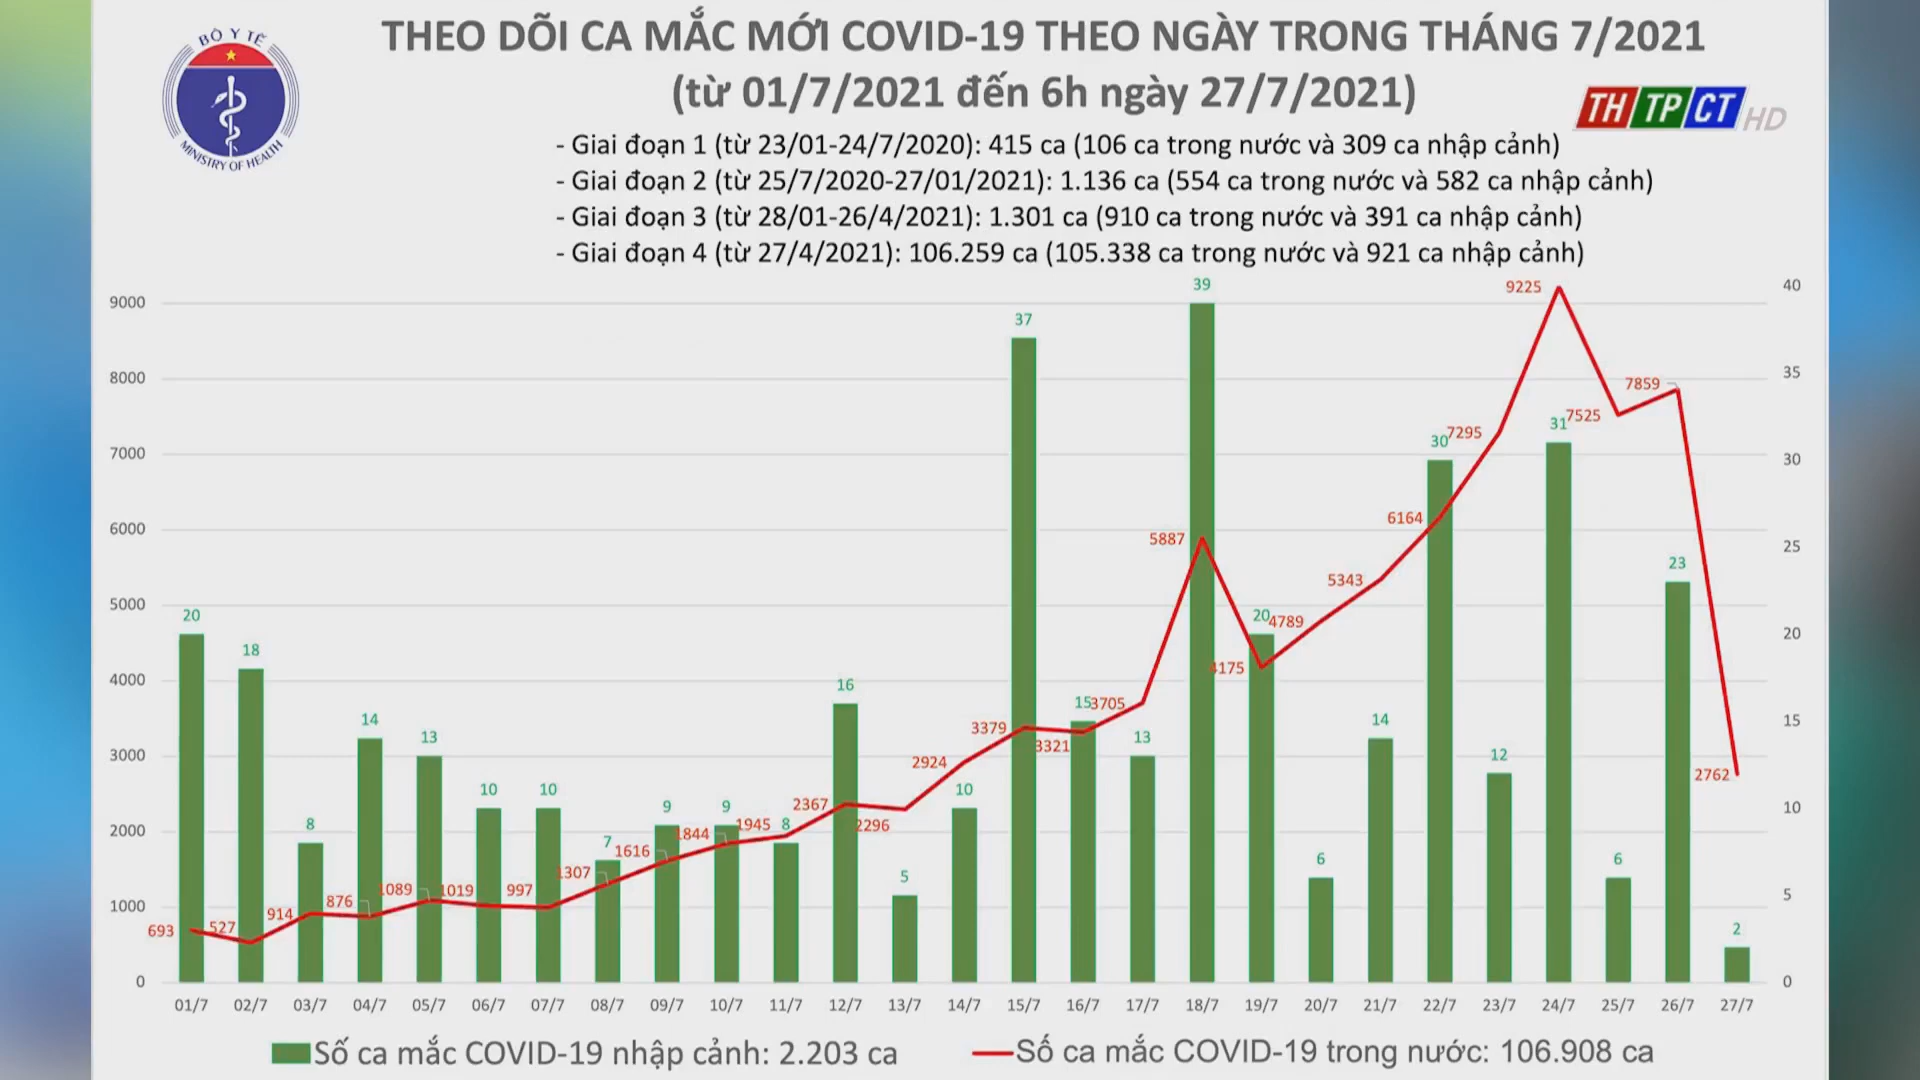 BỘ Y TẾ
MINISTRY OF HEALTH
THEO DÕI CA MẮC MỚI COVID-19 THEO NGÀY TRONG THÁNG 7/2021
(từ 01/7/2021 đến 6h ngày 27/7/2021)
TH TP CT HD
- Giai đoạn 1 (từ 23/01-24/7/2020): 415 ca (106 ca trong nước và 309 ca nhập cảnh)
- Giai đoạn 2 (từ 25/7/2020-27/01/2021): 1.136 ca (554 ca trong nước và 582 ca nhập cảnh)
- Giai đoạn 3 (từ 28/01-26/4/2021): 1.301 ca (910 ca trong nước và 391 ca nhập cảnh)
- Giai đoạn 4 (từ 27/4/2021): 106.259 ca (105.338 ca trong nước và 921 ca nhập cảnh)
9000
8000
7000
6000
5000
4000
3000
2000
1000
0
40
35
30
25
20
15
10
5
0
20 18 8 14 13 10 10 7 9 9 8 16 5 10 37 15 13 39 20 6 14 30 12 31 6 23 2
693 527 914 876 1089 1019 997 1307 1616 1844 1945 2367 2296 2924 3379 3321 3705 5887 4175 4789 5343 6164 7295 9225 7525 7859 2762
01/7 02/7 03/7 04/7 05/7 06/7 07/7 08/7 09/7 10/7 11/7 12/7 13/7 14/7 15/7 16/7 17/7 18/7 19/7 20/7 21/7 22/7 23/7 24/7 25/7 26/7 27/7
Số ca mắc COVID-19 nhập cảnh: 2.203 ca
Số ca mắc COVID-19 trong nước: 106.908 ca